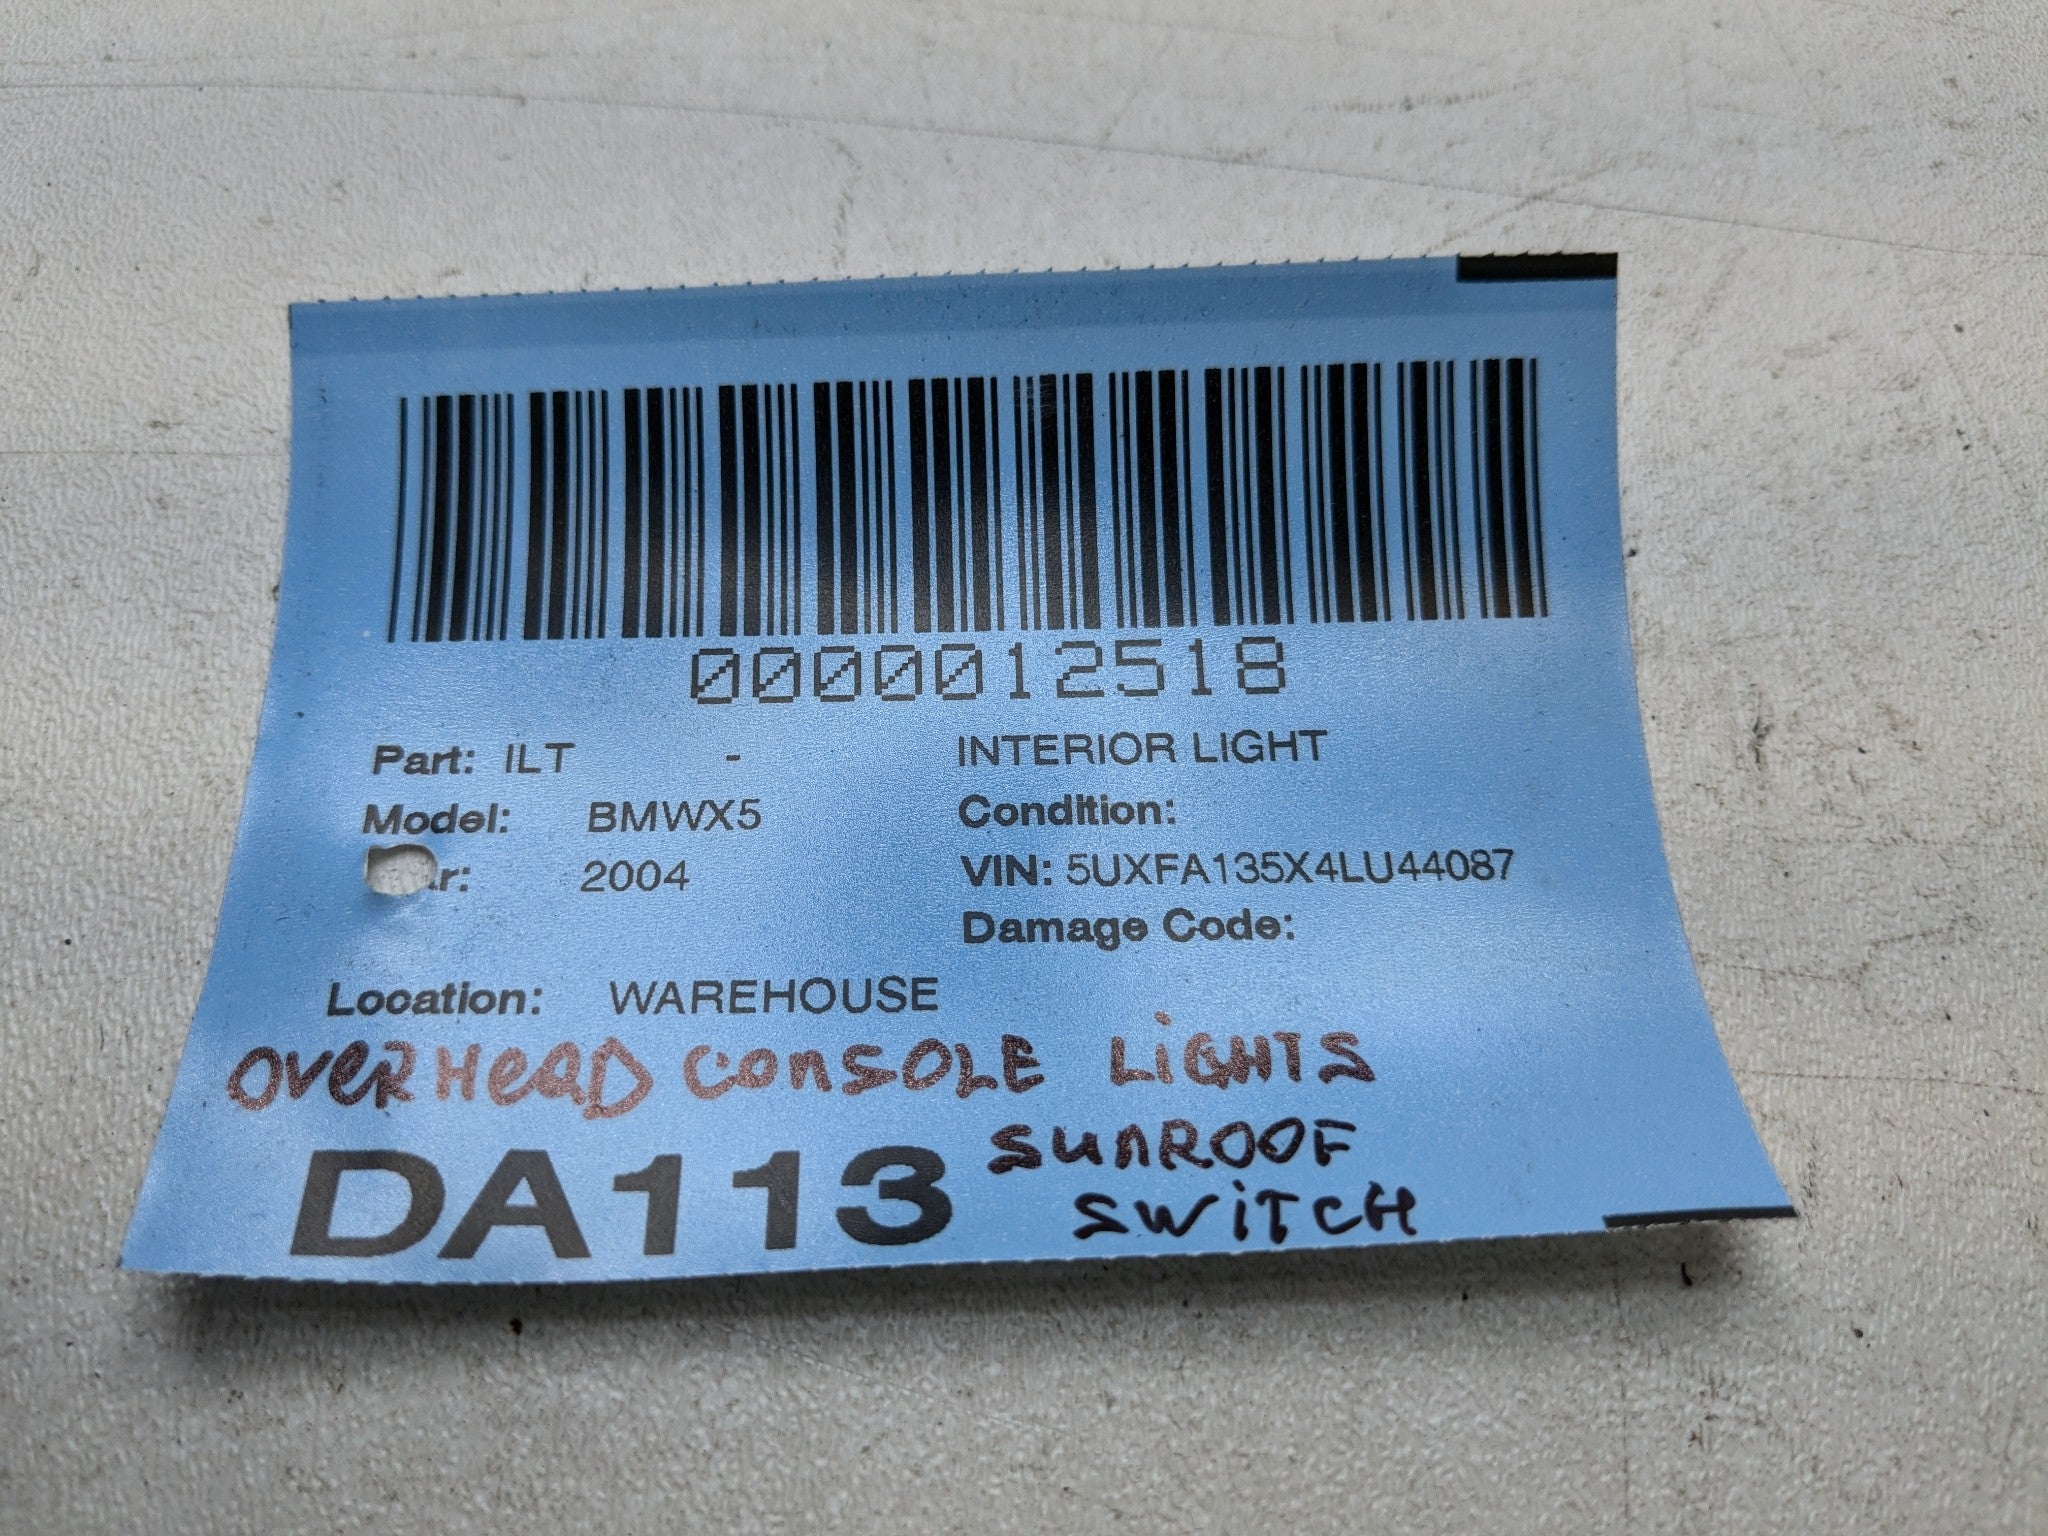 0000012518
Part: ILT - INTERIOR LIGHT
Model: BMWX5 Condition:
ar: 2004 VIN: 5UXFA135X4LU44087
Damage Code:
Location: WAREHOUSE
OVERHEAD CONSOLE LIGHTS
DA113 SUNROOF
SWITCH